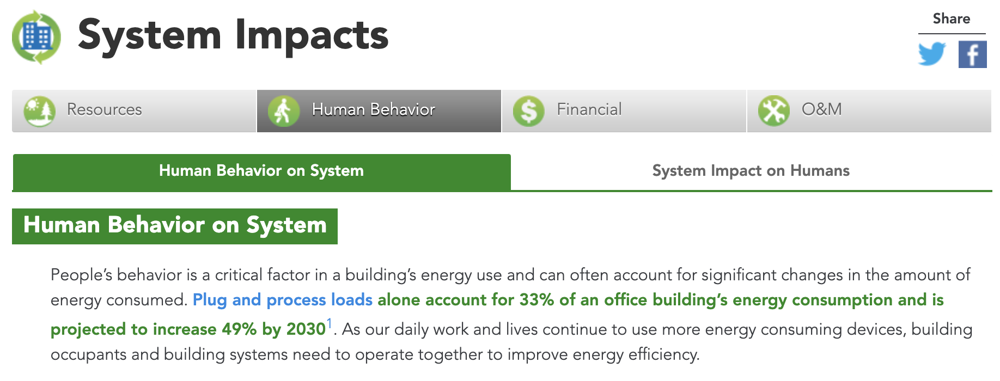 System Impacts
Share
Resources
Human Behavior
Financial
O&M
Human Behavior on System
System Impact on Humans
Human Behavior on System
People’s behavior is a critical factor in a building’s energy use and can often account for significant changes in the amount of
energy consumed. Plug and process loads alone account for 33% of an office building’s energy consumption and is
projected to increase 49% by 2030¹. As our daily work and lives continue to use more energy consuming devices, building
occupants and building systems need to operate together to improve energy efficiency.